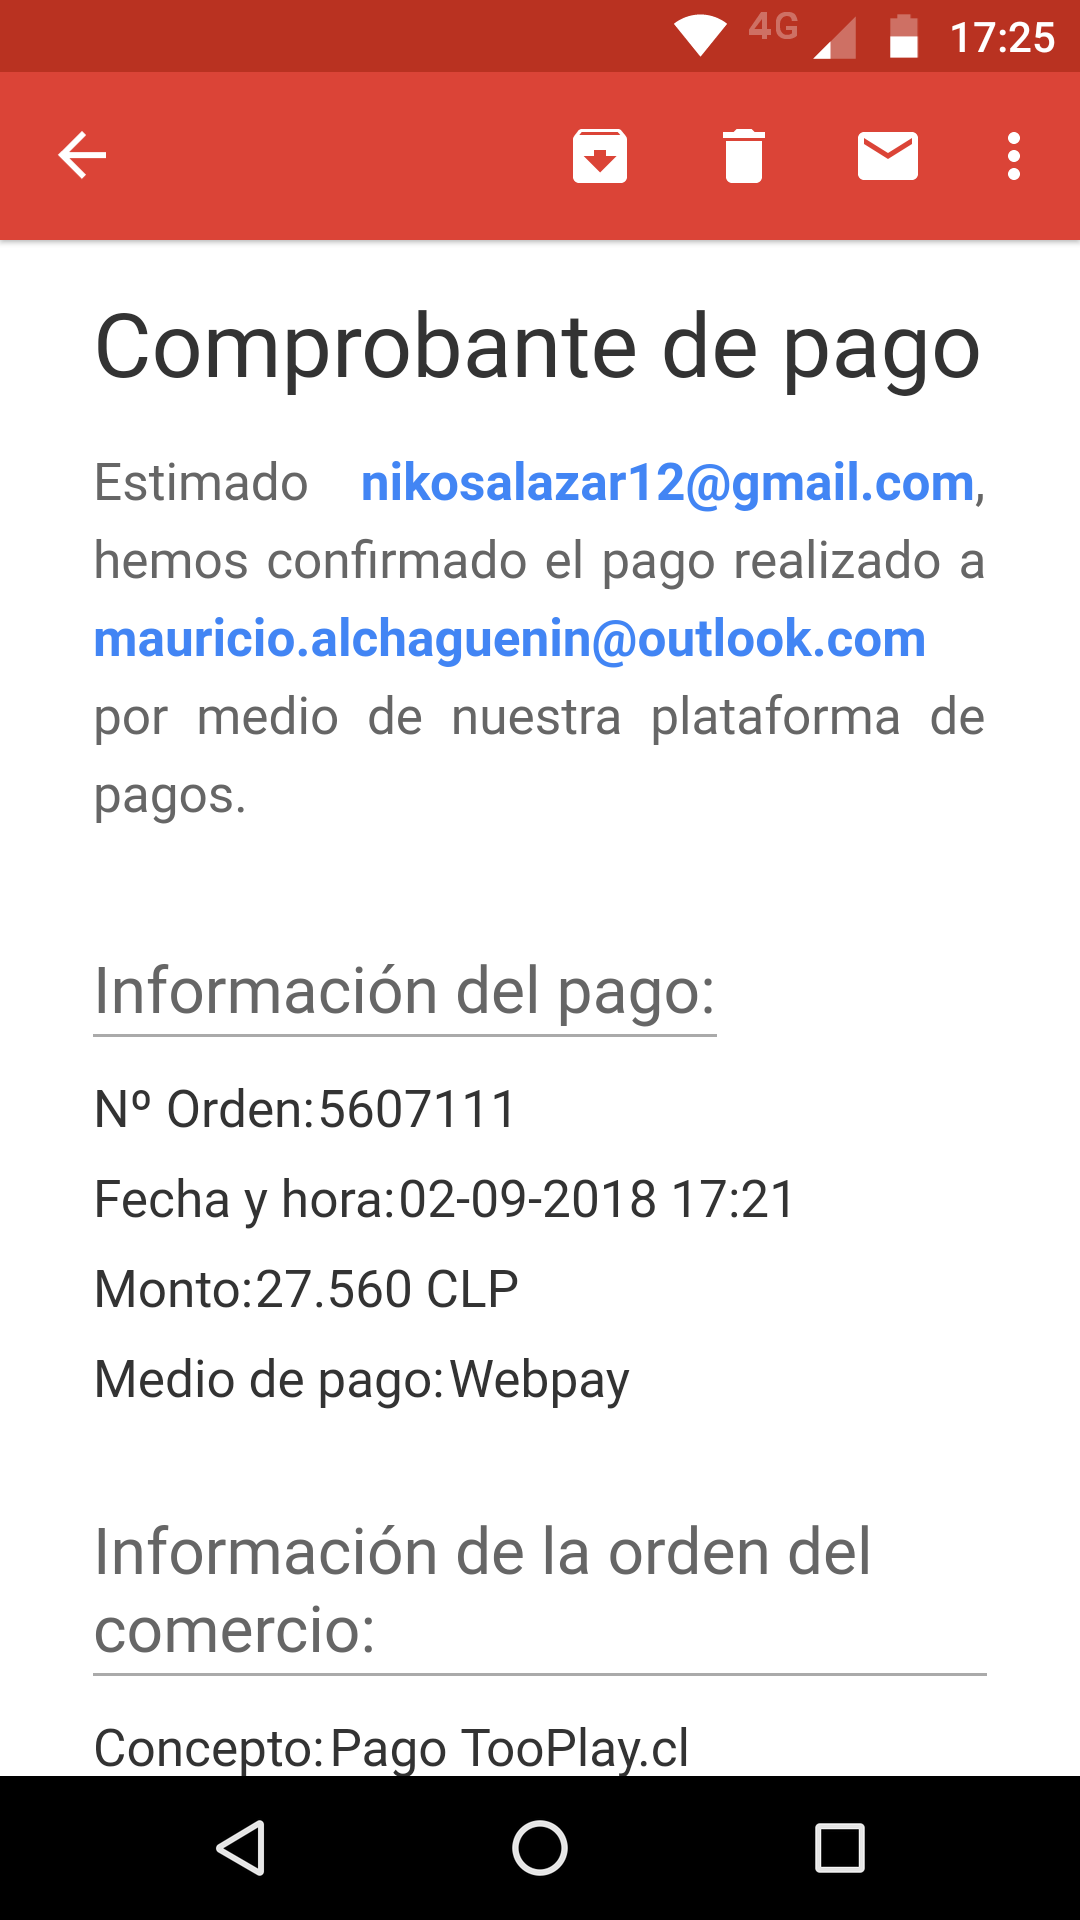 4G 17:25
Comprobante de pago
Estimado nikosalazar12@gmail.com,
hemos confirmado el pago realizado a
mauricio.alchaguenin@outlook.com
por medio de nuestra plataforma de
pagos.
Información del pago:
Nº Orden:5607111
Fecha y hora:02-09-2018 17:21
Monto:27.560 CLP
Medio de pago:Webpay
Información de la orden del
comercio:
Concepto:Pago TooPlay.cl